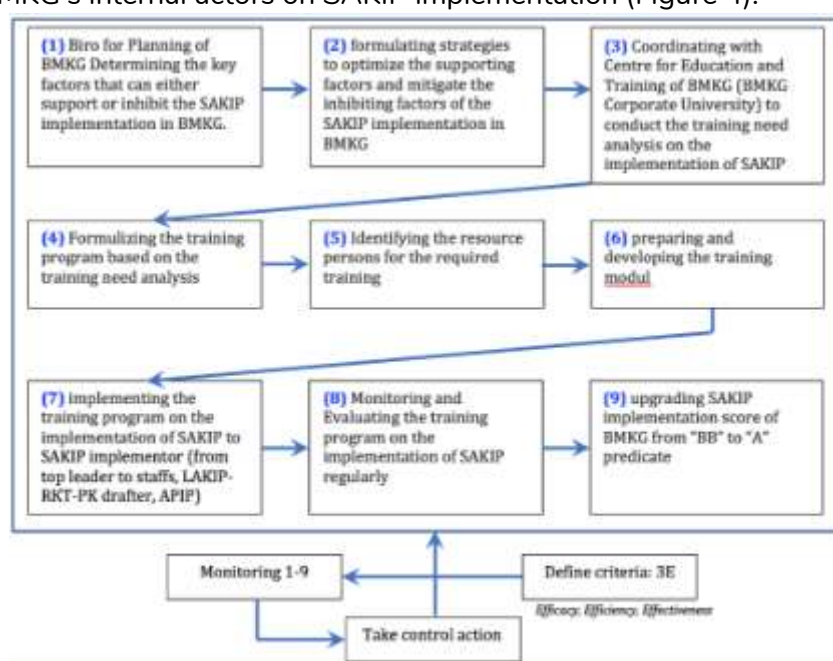 BMKG's internal actors on SAKIP implementation (Figure 4).
(1) Biro for Planning of
BMKG Determining the key
factors that can either
support or inhibit the SAKIP
implementation in BMKG.
(2) formulating strategies
to optimize the supporting
factors and mitigate the
inhibiting factors of the
SAKIP implementation in
BMKG
(3) Coordinating with
Centre for Education and
Training of BMKG (BMKG
Corporate University) to
conduct the training need
analysis on the
implementation of SAKIP
(4) Formulizing the training
program based on the
training need analysis
(5) Identifying the resource
persons for the required
training
(6) preparing and
developing the training
modul
(7) implementing the
training program on the
implementation of SAKIP to
SAKIP implementor (from
top leader to staffs, LAKIP-
RKT-PK drafter, APIP)
(8) Monitoring and
Evaluating the training
program on the
implementation of SAKIP
regularly
(9) upgrading SAKIP
implementation score of
BMKG from "BB" to "A"
predicate
Monitoring 1-9
Define criteria: 3E
Efficacy, Efficiency, Effectiveness
Take control action